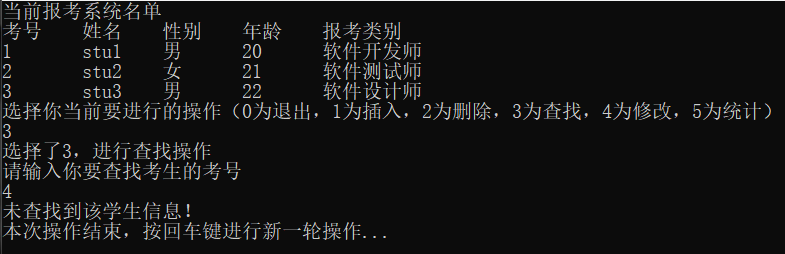 当前报考系统名单
考号 姓名 性别 年龄 报考类别
1 stu1 男 20 软件开发师
2 stu2 女 21 软件测试师
3 stu3 男 22 软件设计师
选择你当前要进行的操作（0为退出，1为插入，2为删除，3为查找，4为修改，5为统计）
3
选择了3，进行查找操作
请输入你要查找考生的考号
4
未查找到该学生信息！
本次操作结束，按回车键进行新一轮操作...